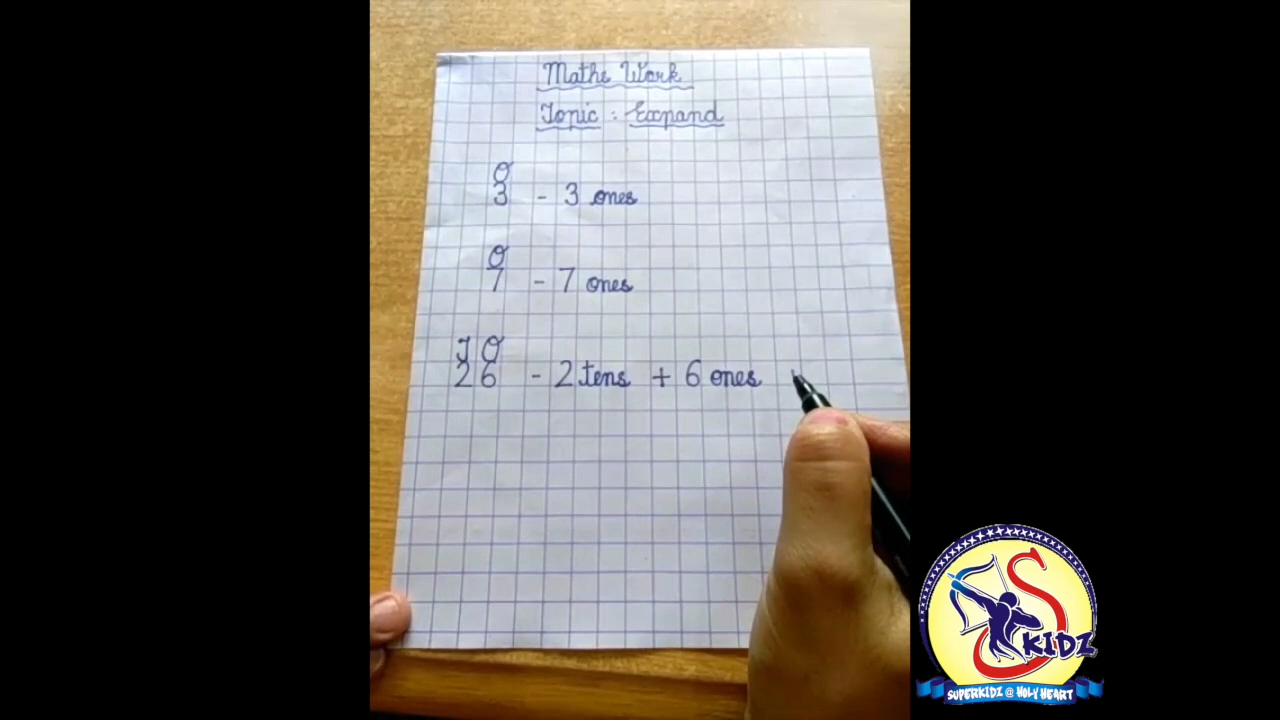 Maths Work
Topic : Expand
O
3 - 3 ones
O
7 - 7 ones
T O
26 - 2 tens + 6 ones
S KIDZ
SUPERKIDZ @ HOLY HEART